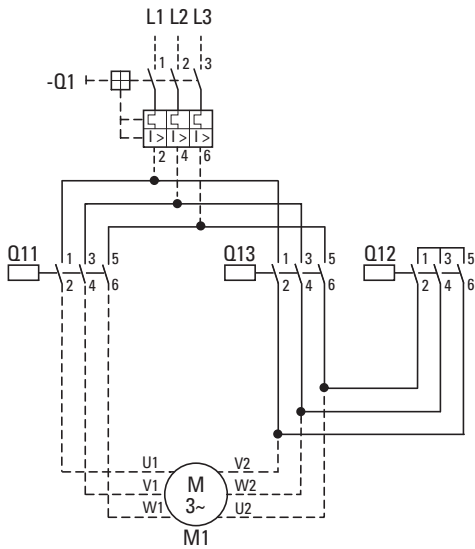 L1 L2 L3
1 2 3
-Q1
I> I> I>
2 4 6
Q11 1 3 5
2 4 6
Q13 1 3 5
2 4 6
Q12 1 3 5
2 4 6
U1 V2
V1 M W2
W1 3~ U2
M1